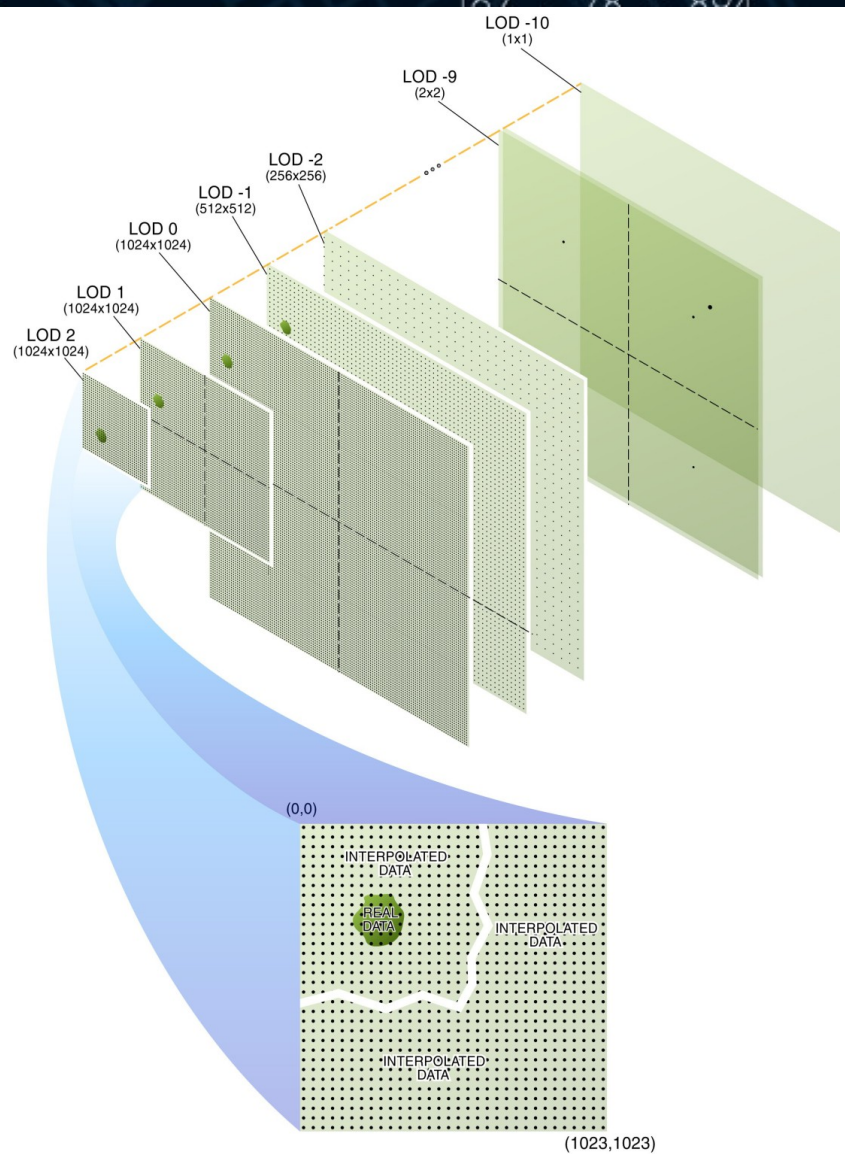 LOD -10
(1x1)
LOD -9
(2x2)
LOD -2
(256x256)
LOD -1
(512x512)
LOD 0
(1024x1024)
LOD 1
(1024x1024)
LOD 2
(1024x1024)
(0,0)
INTERPOLATED
DATA
REAL
DATA
INTERPOLATED
DATA
INTERPOLATED
DATA
(1023,1023)